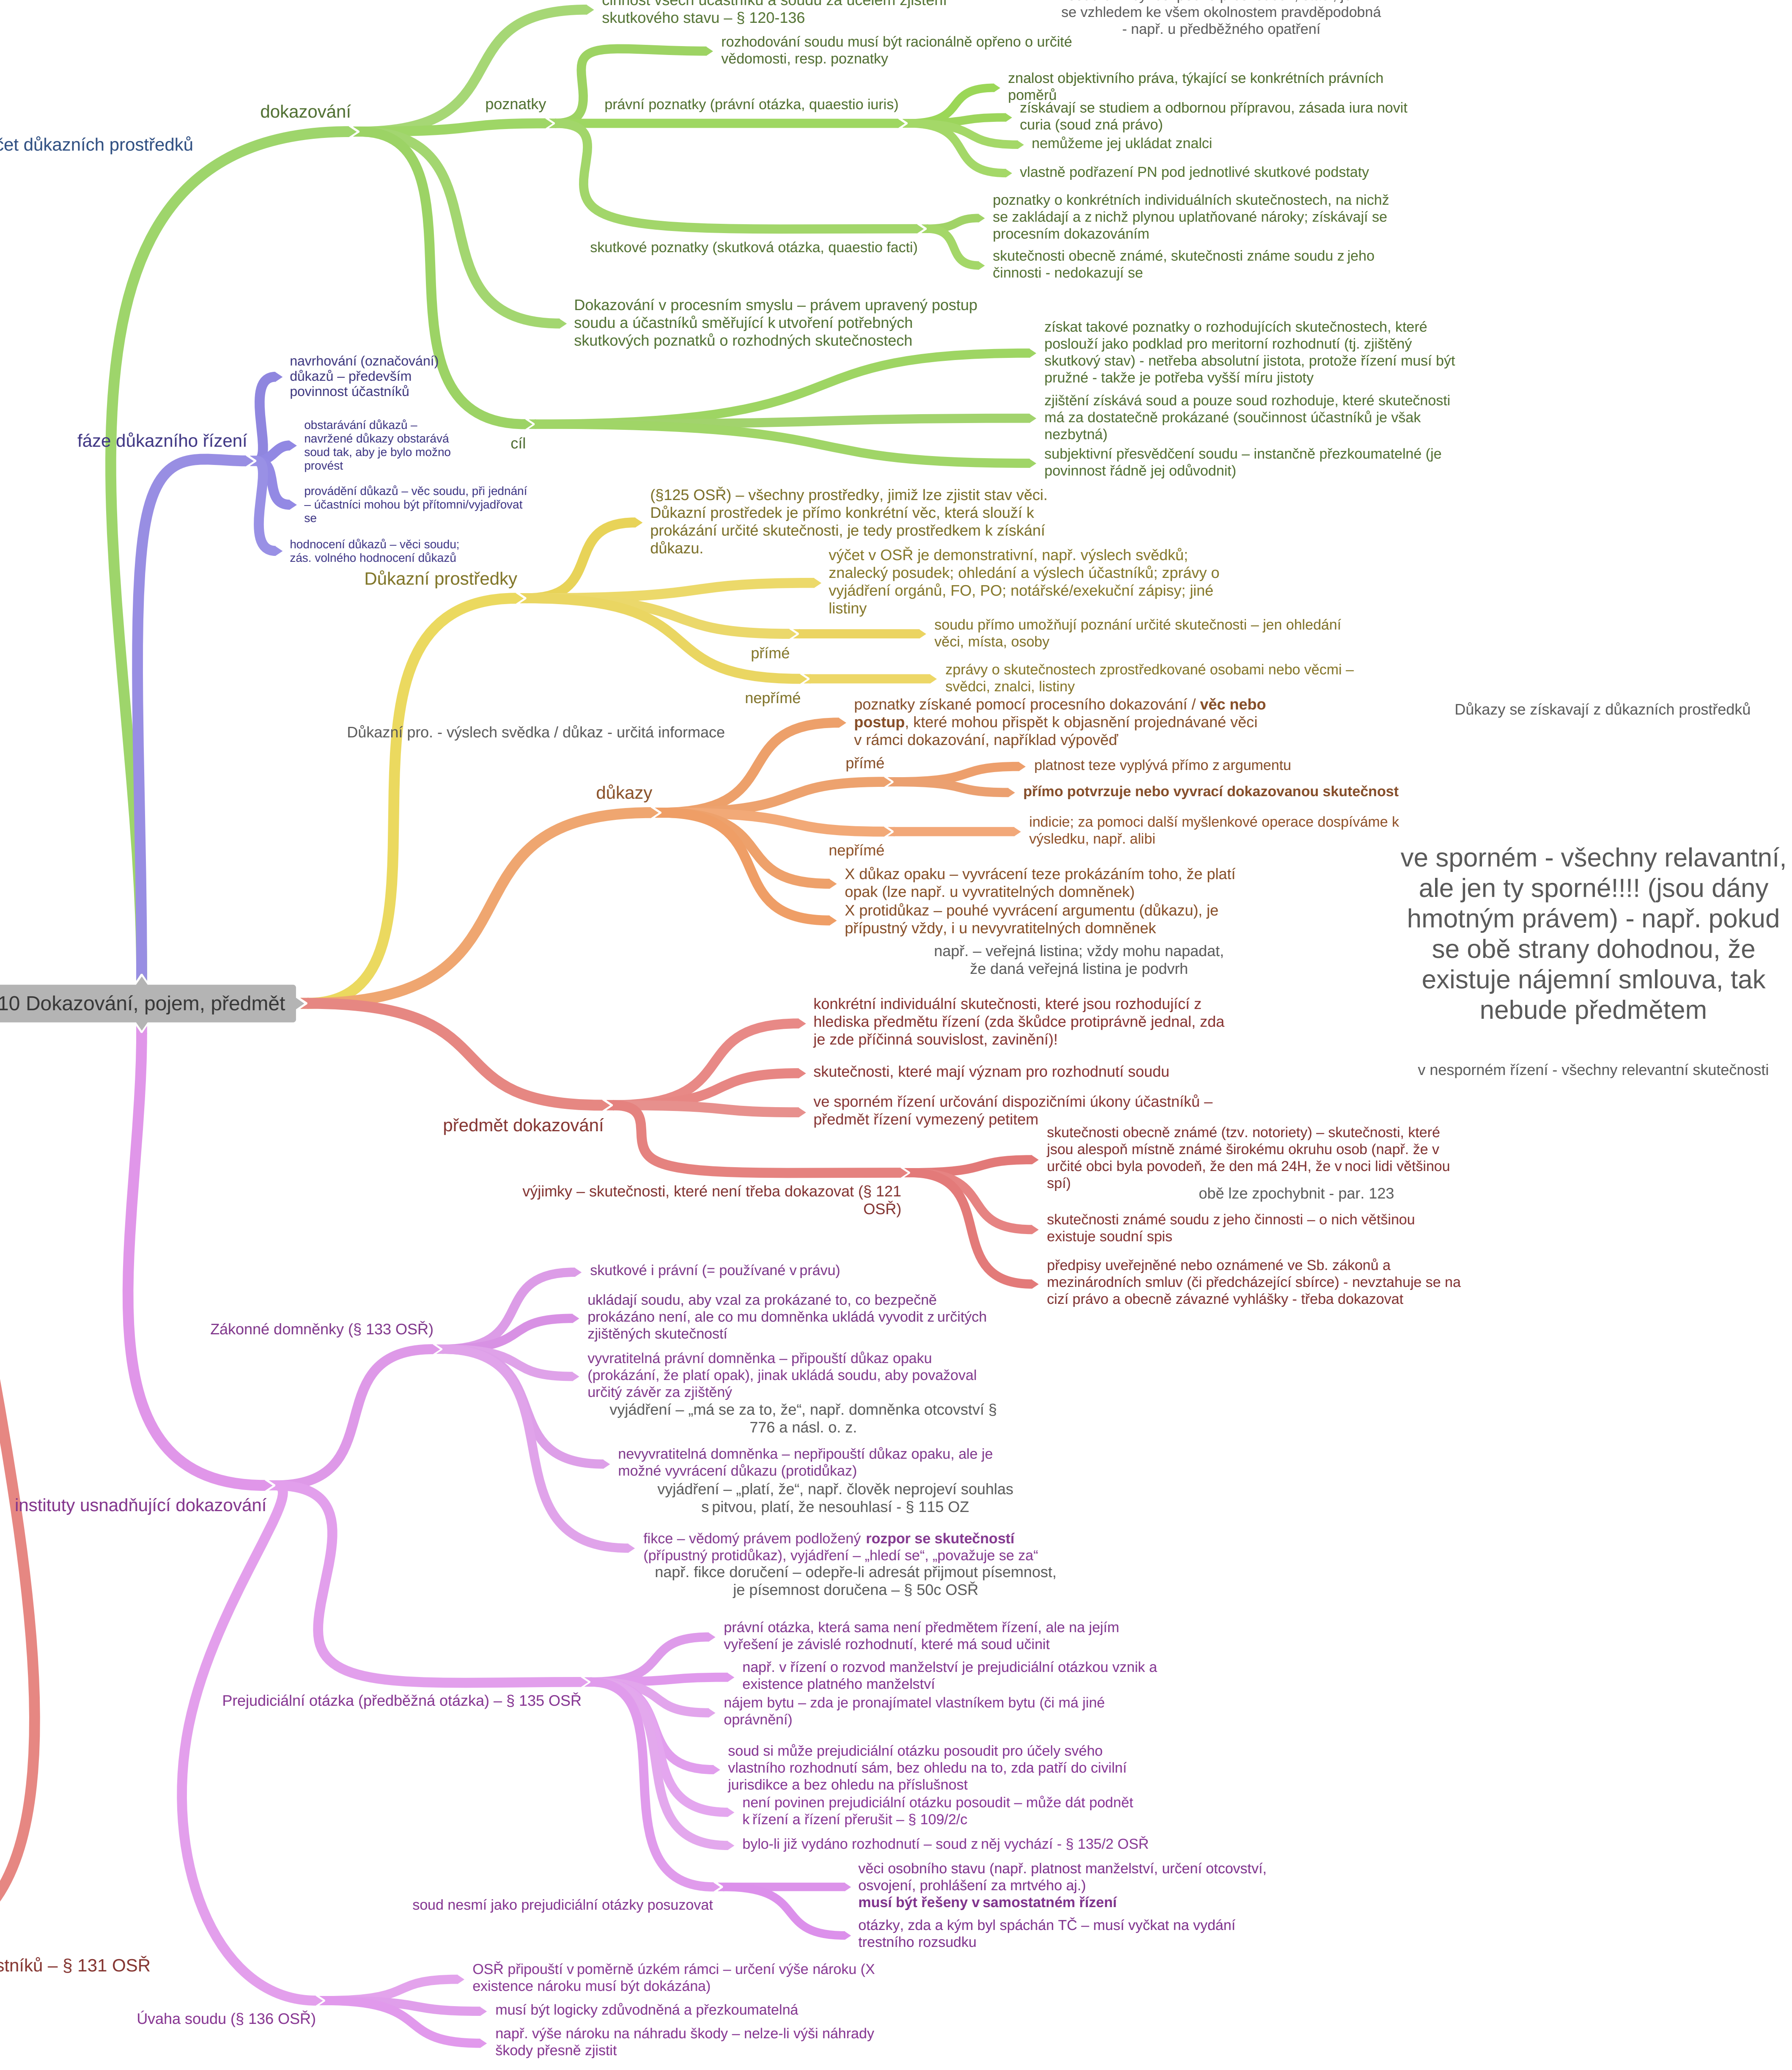 skutkového stavu – § 120-136
se vzhledem ke všem okolnostem pravděpodobná
- např. u předběžného opatření
rozhodování soudu musí být racionálně opřeno o určité
vědomosti, resp. poznatky
dokazování
poznatky
právní poznatky (právní otázka, quaestio iuris)
znalost objektivního práva, týkající se konkrétních právních
poměrů
získávají se studiem a odbornou přípravou, zásada iura novit
curia (soud zná právo)
nemůžeme jej ukládat znalci
vlastně podřazení PN pod jednotlivé skutkové podstaty
čet důkazních prostředků
poznatky o konkrétních individuálních skutečnostech, na nichž
se zakládají a z nichž plynou uplatňované nároky; získávají se
procesním dokazováním
skutkové poznatky (skutková otázka, quaestio facti)
skutečnosti obecně známé, skutečnosti známe soudu z jeho
činnosti - nedokazují se
Dokazování v procesním smyslu – právem upravený postup
soudu a účastníků směřující k utvoření potřebných
skutkových poznatků o rozhodných skutečnostech
cíl
získat takové poznatky o rozhodujících skutečnostech, které
poslouží jako podklad pro meritorní rozhodnutí (tj. zjištěný
skutkový stav) - netřeba absolutní jistota, protože řízení musí být
pružné - takže je potřeba vyšší míru jistoty
zjištění získává soud a pouze soud rozhoduje, které skutečnosti
má za dostatečně prokázané (součinnost účastníků je však
nezbytná)
subjektivní přesvědčení soudu – instančně přezkoumatelné (je
povinnost řádně jej odůvodnit)
fáze důkazního řízení
navrhování (označování)
důkazů – především
povinnost účastníků
obstarávání důkazů –
navržené důkazy obstarává
soud tak, aby je bylo možno
provést
provádění důkazů – věc soudu, při jednání
– účastníci mohou být přítomni/vyjadřovat
se
hodnocení důkazů – věci soudu;
zás. volného hodnocení důkazů
Důkazní prostředky
(§125 OSŘ) – všechny prostředky, jimiž lze zjistit stav věci.
Důkazní prostředek je přímo konkrétní věc, která slouží k
prokázání určité skutečnosti, je tedy prostředkem k získání
důkazu.
výčet v OSŘ je demonstrativní, např. výslech svědků;
znalecký posudek; ohledání a výslech účastníků; zprávy o
vyjádření orgánů, FO, PO; notářské/exekuční zápisy; jiné
listiny
přímé
soudu přímo umožňují poznání určité skutečnosti – jen ohledání
věci, místa, osoby
nepřímé
zprávy o skutečnostech zprostředkované osobami nebo věcmi –
svědci, znalci, listiny
Důkazní pro. - výslech svědka / důkaz - určitá informace
Důkazy se získavají z důkazních prostředků
důkazy
poznatky získané pomocí procesního dokazování / věc nebo
postup, které mohou přispět k objasnění projednávané věci
v rámci dokazování, například výpověď
přímé
platnost teze vyplývá přímo z argumentu
přímo potvrzuje nebo vyvrací dokazovanou skutečnost
nepřímé
indicie; za pomoci další myšlenkové operace dospíváme k
výsledku, např. alibi
X důkaz opaku – vyvrácení teze prokázáním toho, že platí
opak (lze např. u vyvratitelných domněnek)
X protidůkaz – pouhé vyvrácení argumentu (důkazu), je
přípustný vždy, i u nevyvratitelných domněnek
např. – veřejná listina; vždy mohu napadat,
že daná veřejná listina je podvrh
ve sporném - všechny relavantní,
ale jen ty sporné!!!! (jsou dány
hmotným právem) - např. pokud
se obě strany dohodnou, že
existuje nájemní smlouva, tak
nebude předmětem
v nesporném řízení - všechny relevantní skutečnosti
10 Dokazování, pojem, předmět
předmět dokazování
konkrétní individuální skutečnosti, které jsou rozhodující z
hlediska předmětu řízení (zda škůdce protiprávně jednal, zda
je zde příčinná souvislost, zavinění)!
skutečnosti, které mají význam pro rozhodnutí soudu
ve sporném řízení určování dispozičními úkony účastníků –
předmět řízení vymezený petitem
výjimky – skutečnosti, které není třeba dokazovat (§ 121
OSŘ)
skutečnosti obecně známé (tzv. notoriety) – skutečnosti, které
jsou alespoň místně známé širokému okruhu osob (např. že v
určité obci byla povodeň, že den má 24H, že v noci lidi většinou
spí)
obě lze zpochybnit - par. 123
skutečnosti známé soudu z jeho činnosti – o nich většinou
existuje soudní spis
předpisy uveřejněné nebo oznámené ve Sb. zákonů a
mezinárodních smluv (či předcházející sbírce) - nevztahuje se na
cizí právo a obecně závazné vyhlášky - třeba dokazovat
instituty usnadňující dokazování
Zákonné domněnky (§ 133 OSŘ)
skutkové i právní (= používané v právu)
ukládají soudu, aby vzal za prokázané to, co bezpečně
prokázáno není, ale co mu domněnka ukládá vyvodit z určitých
zjištěných skutečností
vyvratitelná právní domněnka – připouští důkaz opaku
(prokázání, že platí opak), jinak ukládá soudu, aby považoval
určitý závěr za zjištěný
vyjádření – „má se za to, že“, např. domněnka otcovství §
776 a násl. o. z.
nevyvratitelná domněnka – nepřipouští důkaz opaku, ale je
možné vyvrácení důkazu (protidůkaz)
vyjádření – „platí, že“, např. člověk neprojeví souhlas
s pitvou, platí, že nesouhlasí - § 115 OZ
fikce – vědomý právem podložený rozpor se skutečností
(přípustný protidůkaz), vyjádření – „hledí se“, „považuje se za“
např. fikce doručení – odepře-li adresát přijmout písemnost,
je písemnost doručena – § 50c OSŘ
Prejudiciální otázka (předběžná otázka) – § 135 OSŘ
právní otázka, která sama není předmětem řízení, ale na jejím
vyřešení je závislé rozhodnutí, které má soud učinit
např. v řízení o rozvod manželství je prejudiciální otázkou vznik a
existence platného manželství
nájem bytu – zda je pronajímatel vlastníkem bytu (či má jiné
oprávnění)
soud si může prejudiciální otázku posoudit pro účely svého
vlastního rozhodnutí sám, bez ohledu na to, zda patří do civilní
jurisdikce a bez ohledu na příslušnost
není povinen prejudiciální otázku posoudit – může dát podnět
k řízení a řízení přerušit – § 109/2/c
bylo-li již vydáno rozhodnutí – soud z něj vychází - § 135/2 OSŘ
soud nesmí jako prejudiciální otázky posuzovat
věci osobního stavu (např. platnost manželství, určení otcovství,
osvojení, prohlášení za mrtvého aj.)
musí být řešeny v samostatném řízení
otázky, zda a kým byl spáchán TČ – musí vyčkat na vydání
trestního rozsudku
stníků – § 131 OSŘ
Úvaha soudu (§ 136 OSŘ)
OSŘ připouští v poměrně úzkém rámci – určení výše nároku (X
existence nároku musí být dokázána)
musí být logicky zdůvodněná a přezkoumatelná
např. výše nároku na náhradu škody – nelze-li výši náhrady
škody přesně zjistit